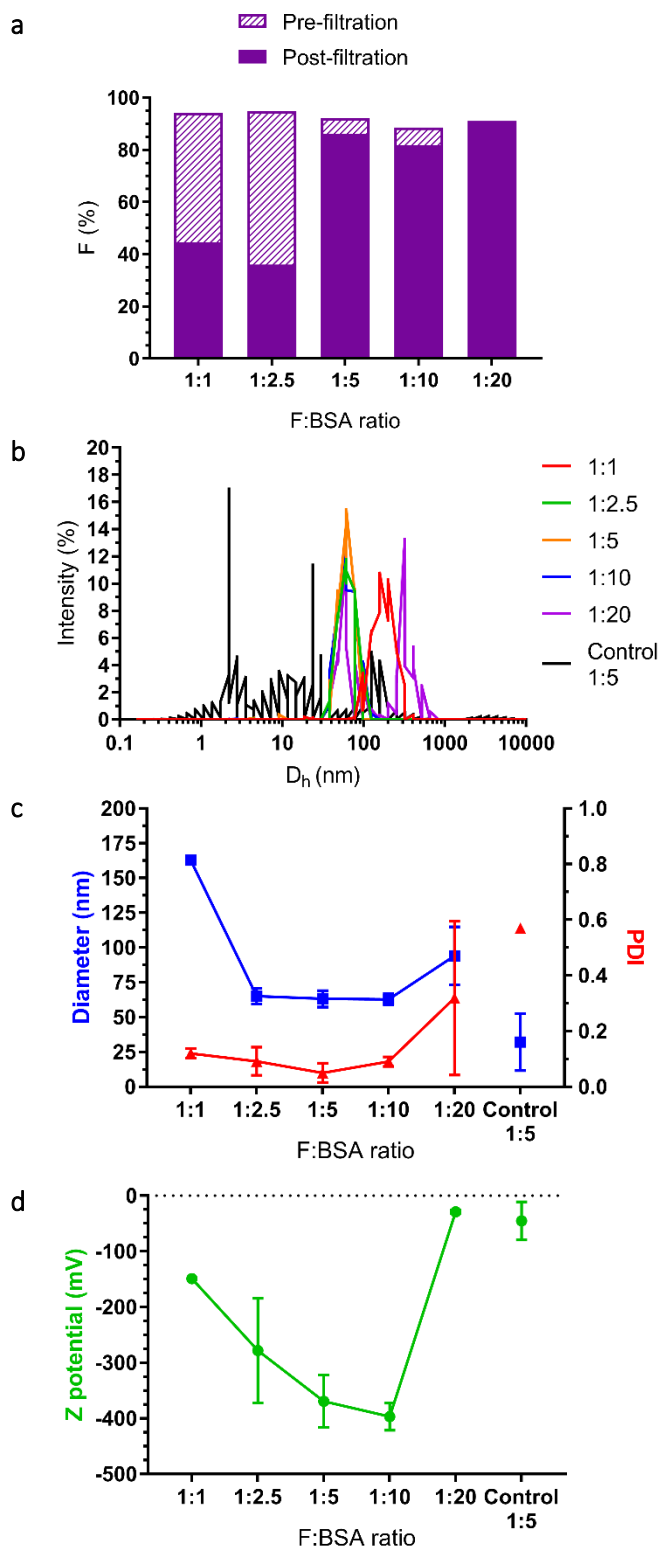 a
Pre-filtration
Post-filtration
100
80
60
40
20
0
F (%)
1:1 1:2.5 1:5 1:10 1:20
F:BSA ratio
b
20
18
16
14
12
10
8
6
4
2
0
Intensity (%)
0.1 1 10 100 1000 10000
Dh (nm)
1:1
1:2.5
1:5
1:10
1:20
Control
1:5
c
200
175
150
125
100
75
50
25
0
Diameter (nm)
1.0
0.8
0.6
0.4
0.2
0.0
PDI
1:1 1:2.5 1:5 1:10 1:20 Control
1:5
F:BSA ratio
d
0
-100
-200
-300
-400
-500
Z potential (mV)
1:1 1:2.5 1:5 1:10 1:20 Control
1:5
F:BSA ratio